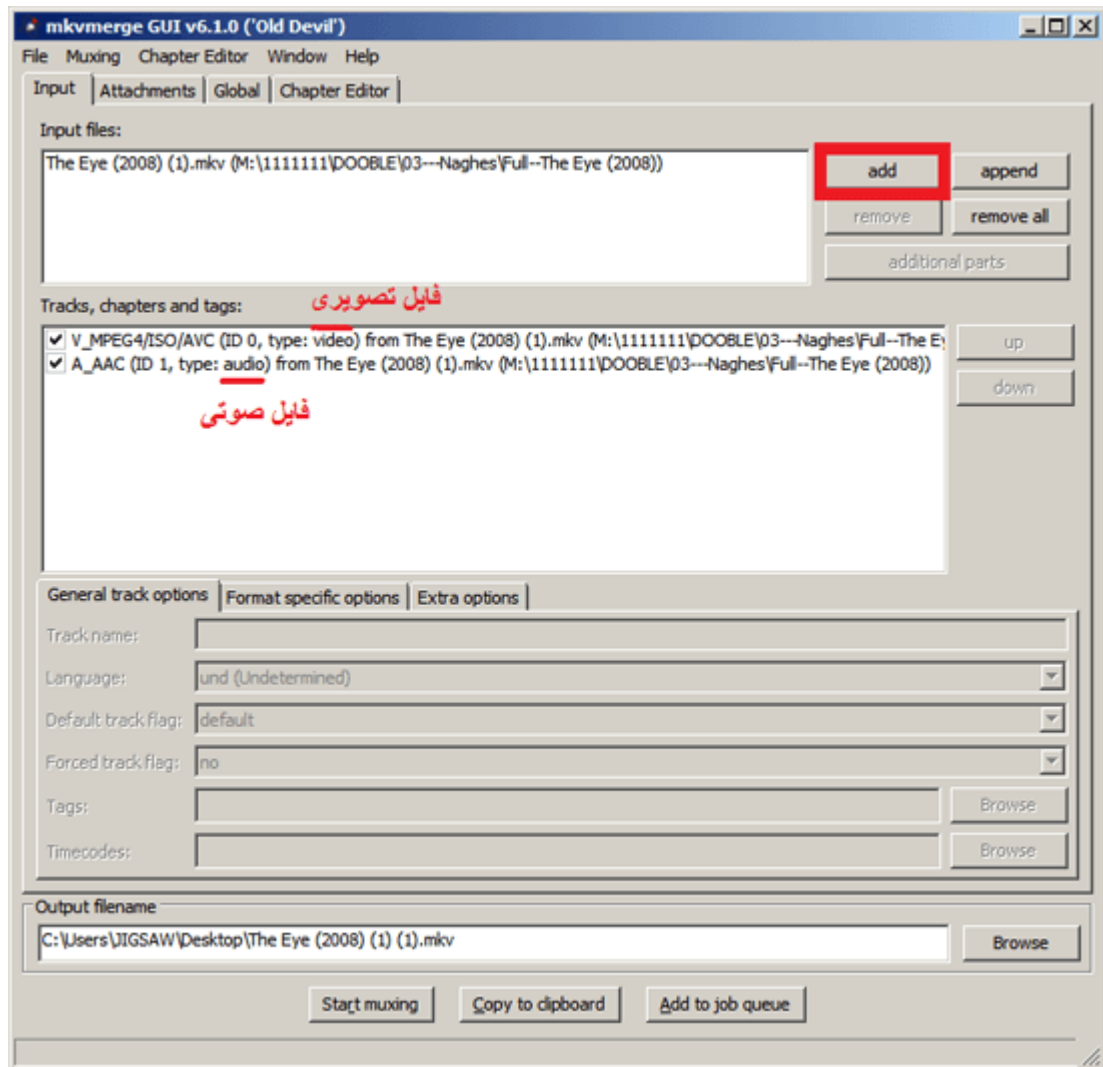 mkvmerge GUI v6.1.0 ('Old Devil')
File Muxing Chapter Editor Window Help
Input Attachments Global Chapter Editor
Input files:
The Eye (2008) (1).mkv (M:\1111111\DOOBLE\03---Naghes\Full--The Eye (2008))
add append
remove remove all
additional parts
Tracks, chapters and tags:
فایل تصویری
V_MPEG4/ISO/AVC (ID 0, type: video) from The Eye (2008) (1).mkv (M:\1111111\DOOBLE\03---Naghes\Full--The Ey
up
A_AAC (ID 1, type: audio) from The Eye (2008) (1).mkv (M:\1111111\DOOBLE\03---Naghes\Full--The Eye (2008))
down
فایل صوتی
General track options Format specific options Extra options
Track name:
Language: und (Undetermined)
Default track flag: default
Forced track flag: no
Tags: Browse
Timecodes: Browse
Output filename
C:\Users\JIGSAW\Desktop\The Eye (2008) (1) (1).mkv Browse
Start muxing Copy to clipboard Add to job queue